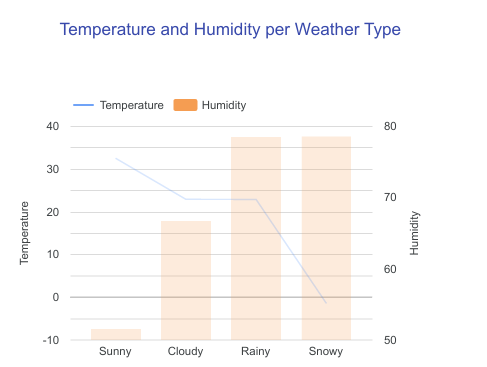 Temperature and Humidity per Weather Type
Temperature Humidity
40 80
30 70
20
10 60
0
-10 50
Temperature
Humidity
Sunny Cloudy Rainy Snowy